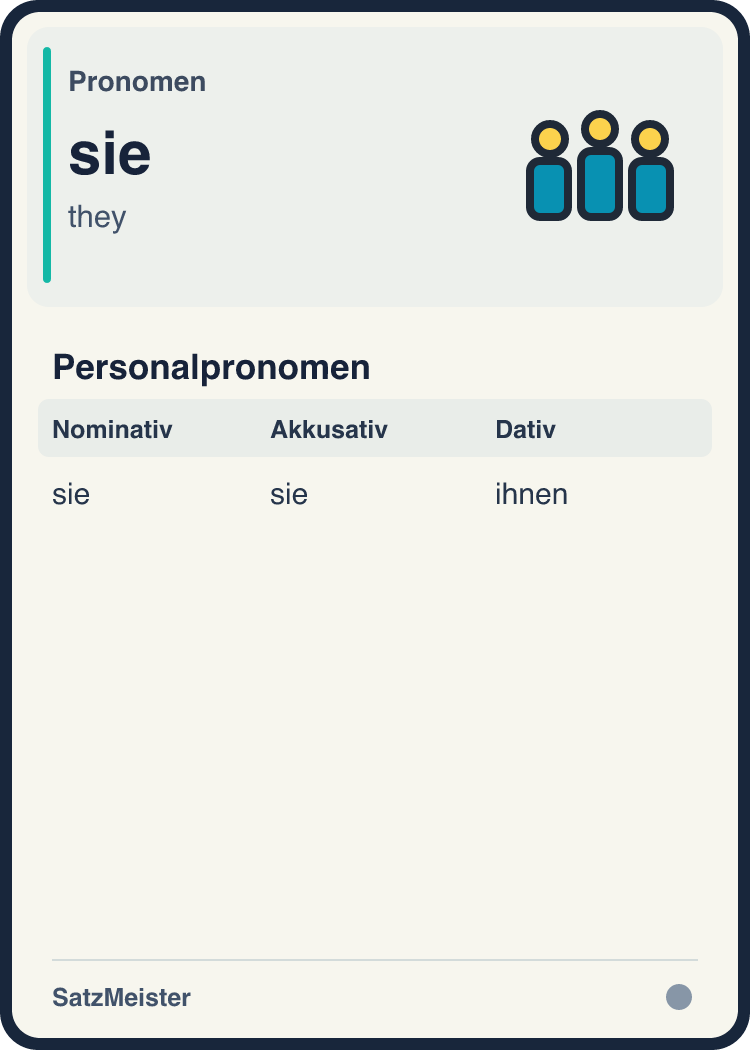 Pronomen
sie
they
Personalpronomen
Nominativ Akkusativ Dativ
sie sie ihnen
SatzMeister